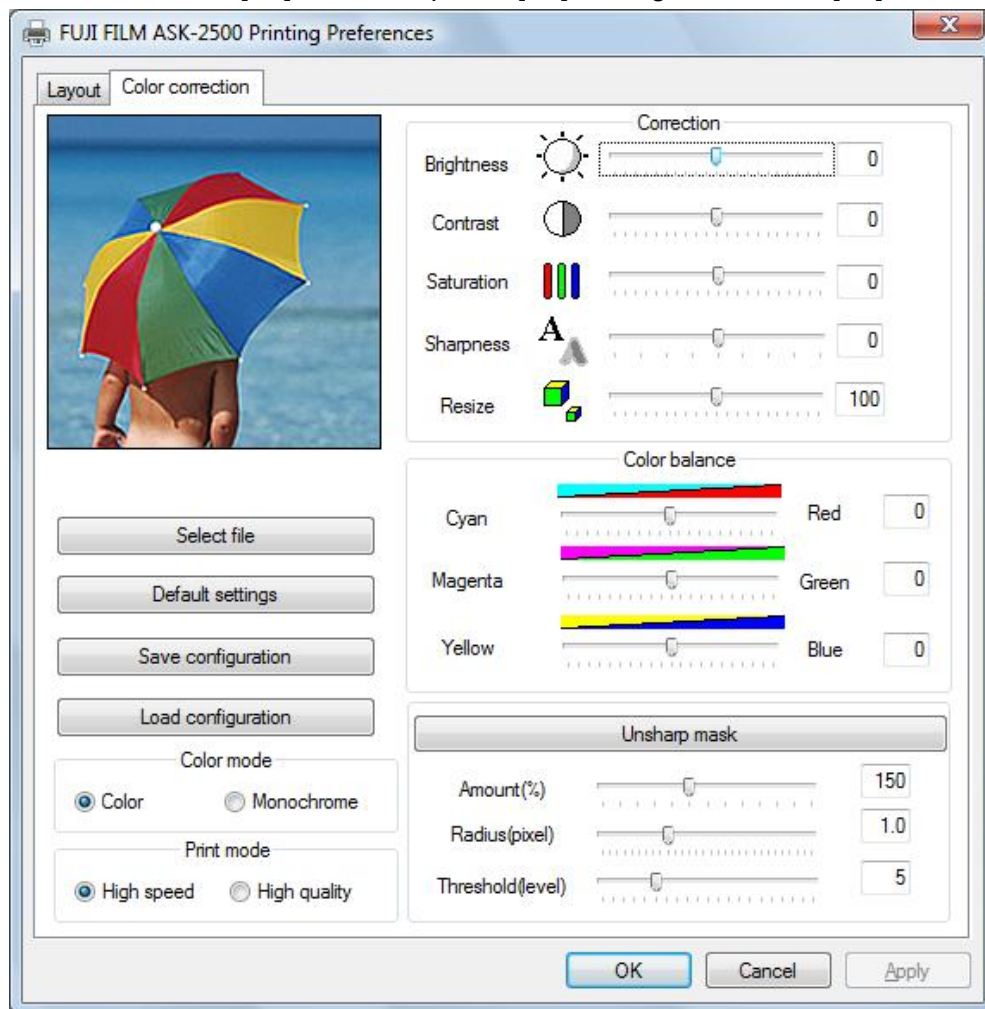 FUJI FILM ASK-2500 Printing Preferences
Layout
Color correction
Correction
Brightness 0
Contrast 0
Saturation 0
A
A
Sharpness 0
Resize 100
Select file
Default settings
Save configuration
Load configuration
Color mode
Color Monochrome
Print mode
High speed High quality
Color balance
Cyan Red 0
Magenta Green 0
Yellow Blue 0
Unsharp mask
Amount(%) 150
Radius(pixel) 1.0
Threshold(level) 5
OK Cancel Apply